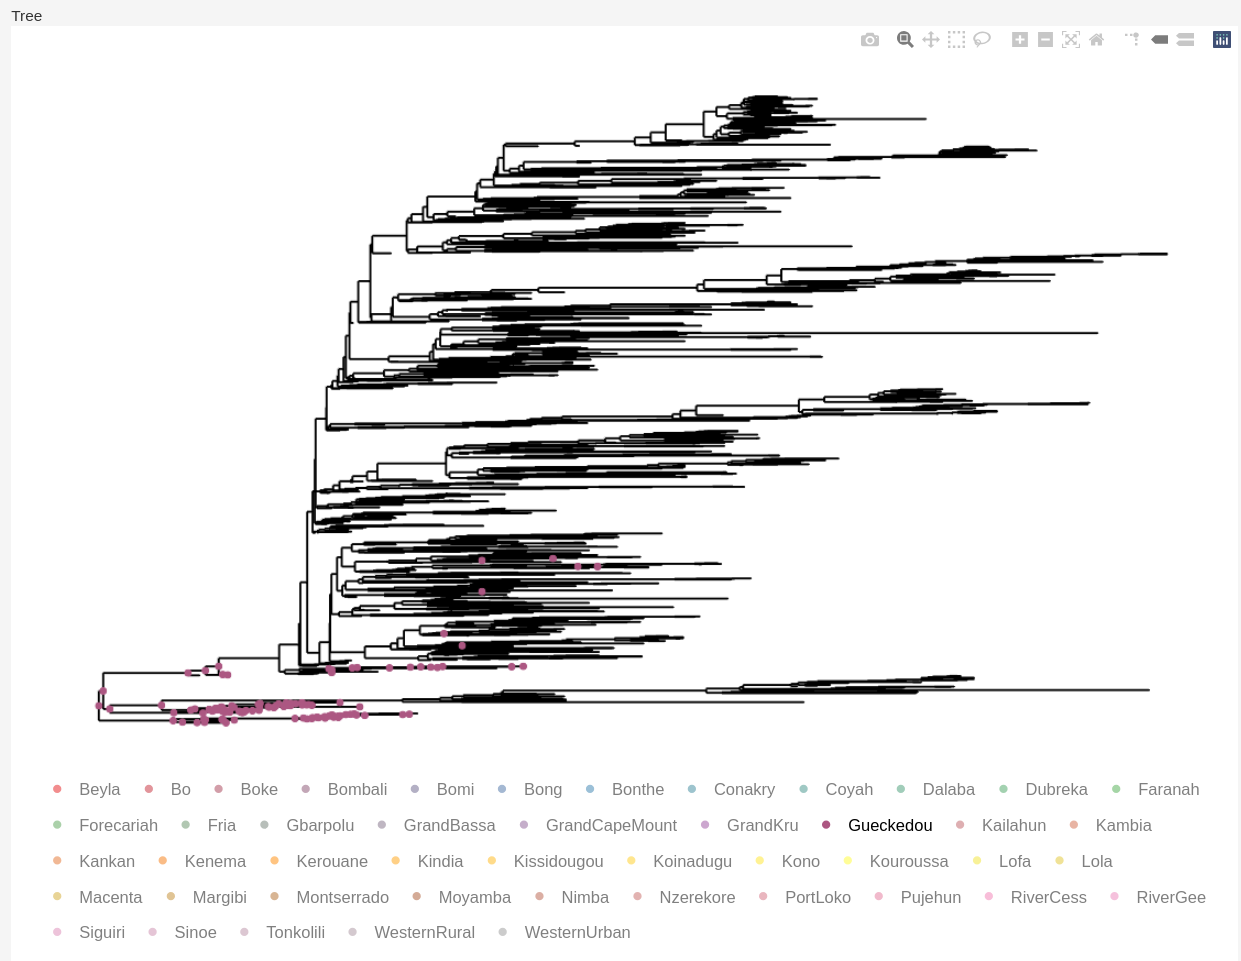 Tree
Beyla Bo Boke Bombali Bomi Bong Bonthe Conakry Coyah Dalaba Dubreka Faranah
Forecariah Fria Gbarpolu GrandBassa GrandCapeMount GrandKru Gueckedou Kailahun Kambia
Kankan Kenema Kerouane Kindia Kissidougou Koinadugu Kono Kouroussa Lofa Lola
Macenta Margibi Montserrado Moyamba Nimba Nzerekore PortLoko Pujehun RiverCess RiverGee
Siguiri Sinoe Tonkolili WesternRural WesternUrban